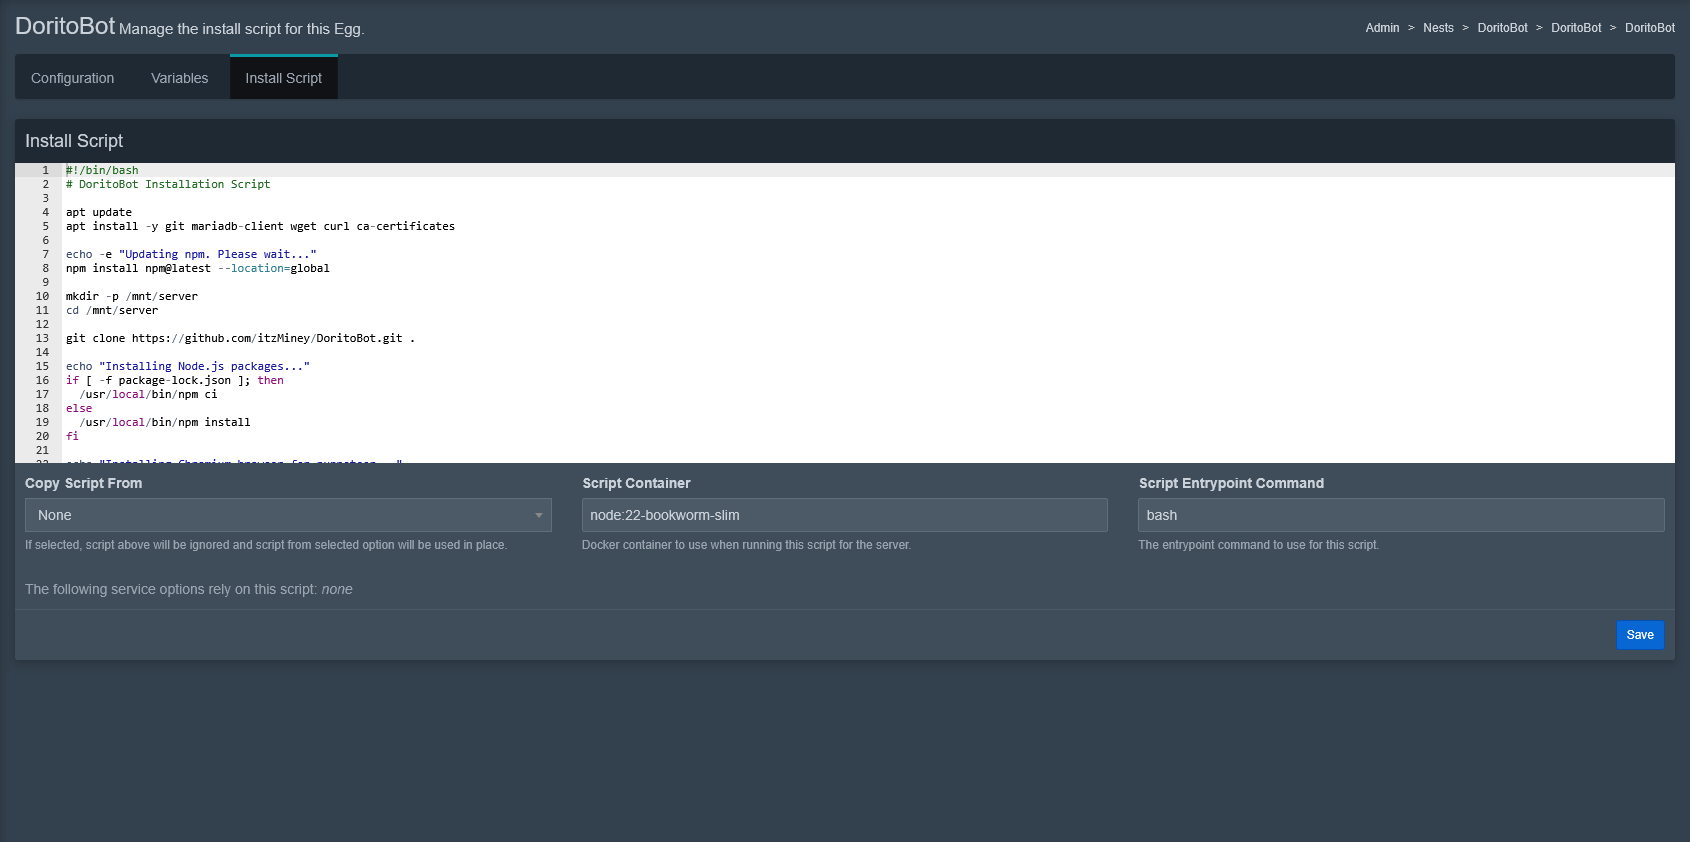 DoritoBot Manage the install script for this Egg.
Admin > Nests > DoritoBot > DoritoBot > DoritoBot
Configuration Variables Install Script
Install Script
1 #!/bin/bash
2 # DoritoBot Installation Script
3
4 apt update
5 apt install -y git mariadb-client wget curl ca-certificates
6
7 echo -e "Updating npm. Please wait..."
8 npm install npm@latest --location=global
9
10 mkdir -p /mnt/server
11 cd /mnt/server
12
13 git clone https://github.com/itzMiney/DoritoBot.git .
14
15 echo "Installing Node.js packages..."
16 if [ -f package-lock.json ]; then
17   /usr/local/bin/npm ci
18 else
19   /usr/local/bin/npm install
20 fi
21
22 echo "Installing Chromium browser for puppeteer..."
Copy Script From
None
If selected, script above will be ignored and script from selected option will be used in place.
Script Container
node:22-bookworm-slim
Docker container to use when running this script for the server.
Script Entrypoint Command
bash
The entrypoint command to use for this script.
The following service options rely on this script: none
Save